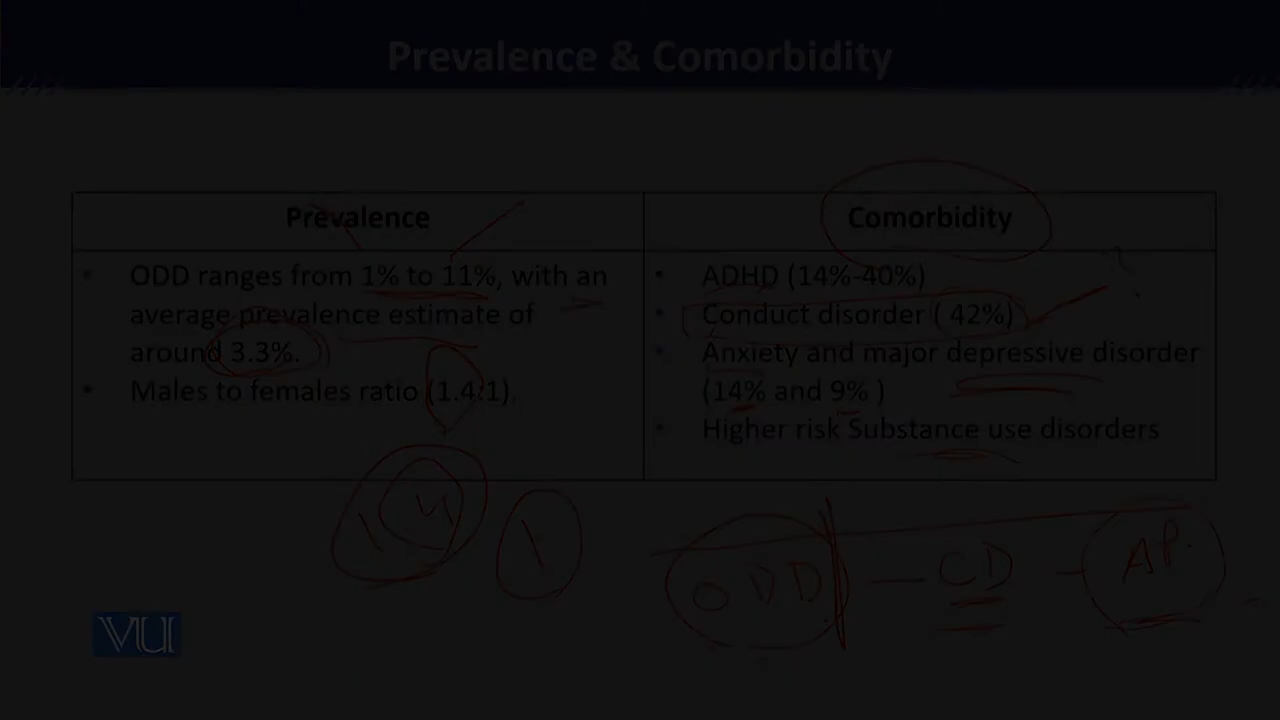 Prevalence & Comorbidity
Prevalence
• ODD ranges from 1% to 11%, with an
average prevalence estimate of
around 3.3%.
• Males to females ratio (1.4:1).
Comorbidity
• ADHD (14%-40%)
• Conduct disorder ( 42%)
• Anxiety and major depressive disorder
(14% and 9% )
• Higher risk Substance use disorders
1 4 1
ODD — CD - AP.
VU